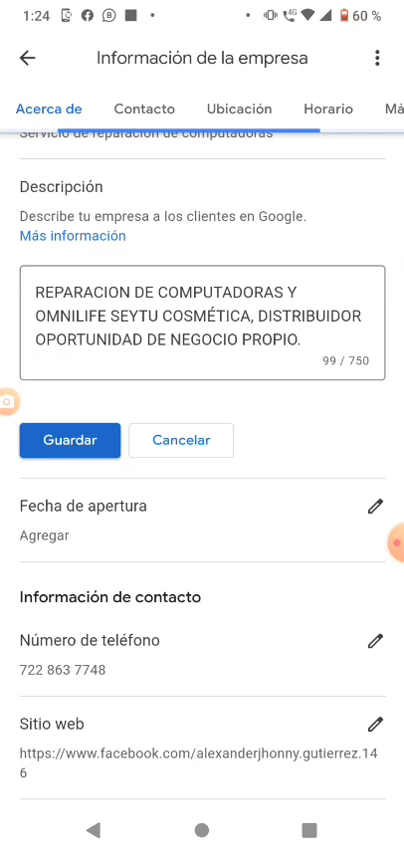 1:24
60 %
Información de la empresa
Acerca de Contacto Ubicación Horario Má
Servicio de reparación de computadoras
Descripción
Describe tu empresa a los clientes en Google.
Más información
REPARACION DE COMPUTADORAS Y
OMNILIFE SEYTU COSMÉTICA, DISTRIBUIDOR
OPORTUNIDAD DE NEGOCIO PROPIO.
99 / 750
Guardar Cancelar
Fecha de apertura
Agregar
Información de contacto
Número de teléfono
722 863 7748
Sitio web
https://www.facebook.com/alexanderjhonny.gutierrez.14
6